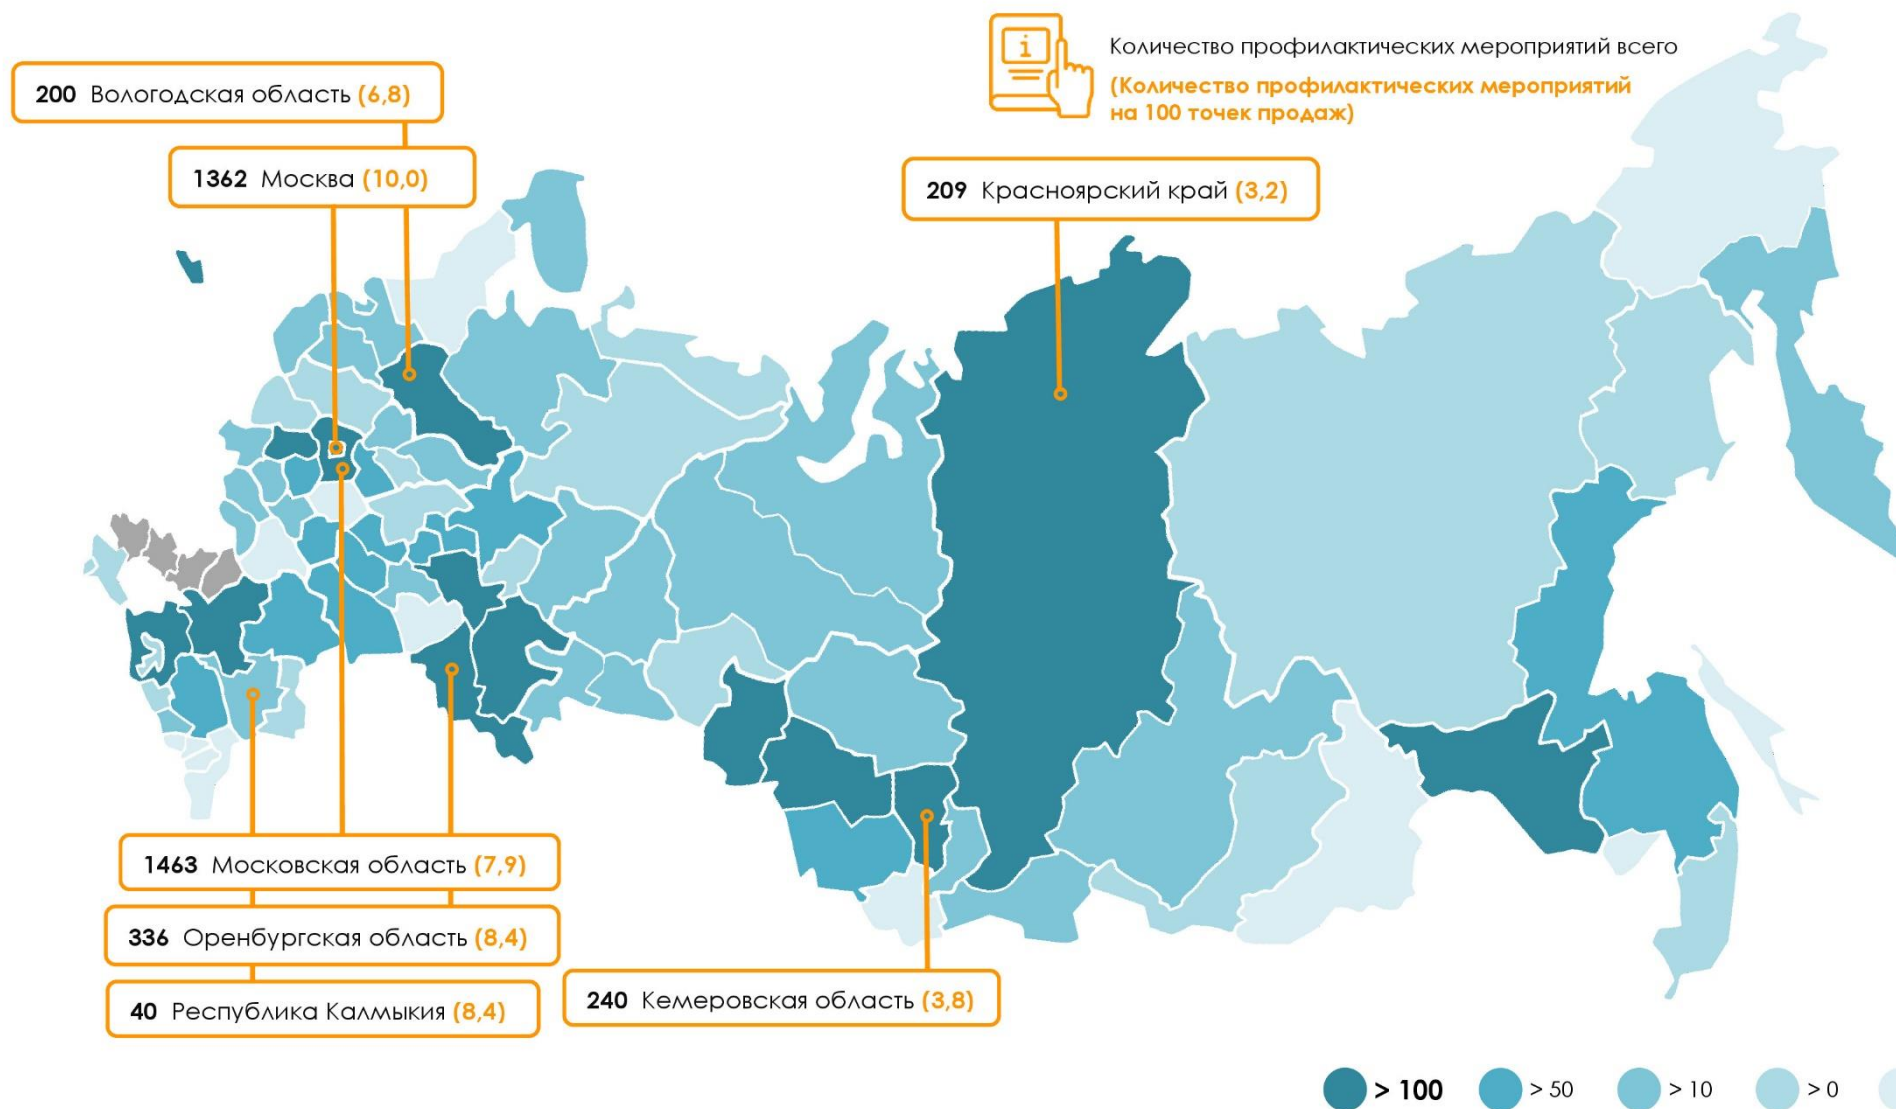 Количество профилактических мероприятий всего
(Количество профилактических мероприятий
на 100 точек продаж)
200 Вологодская область (6,8)
1362 Москва (10,0)
209 Красноярский край (3,2)
1463 Московская область (7,9)
336 Оренбургская область (8,4)
40 Республика Калмыкия (8,4)
240 Кемеровская область (3,8)
> 100 > 50 > 10 > 0